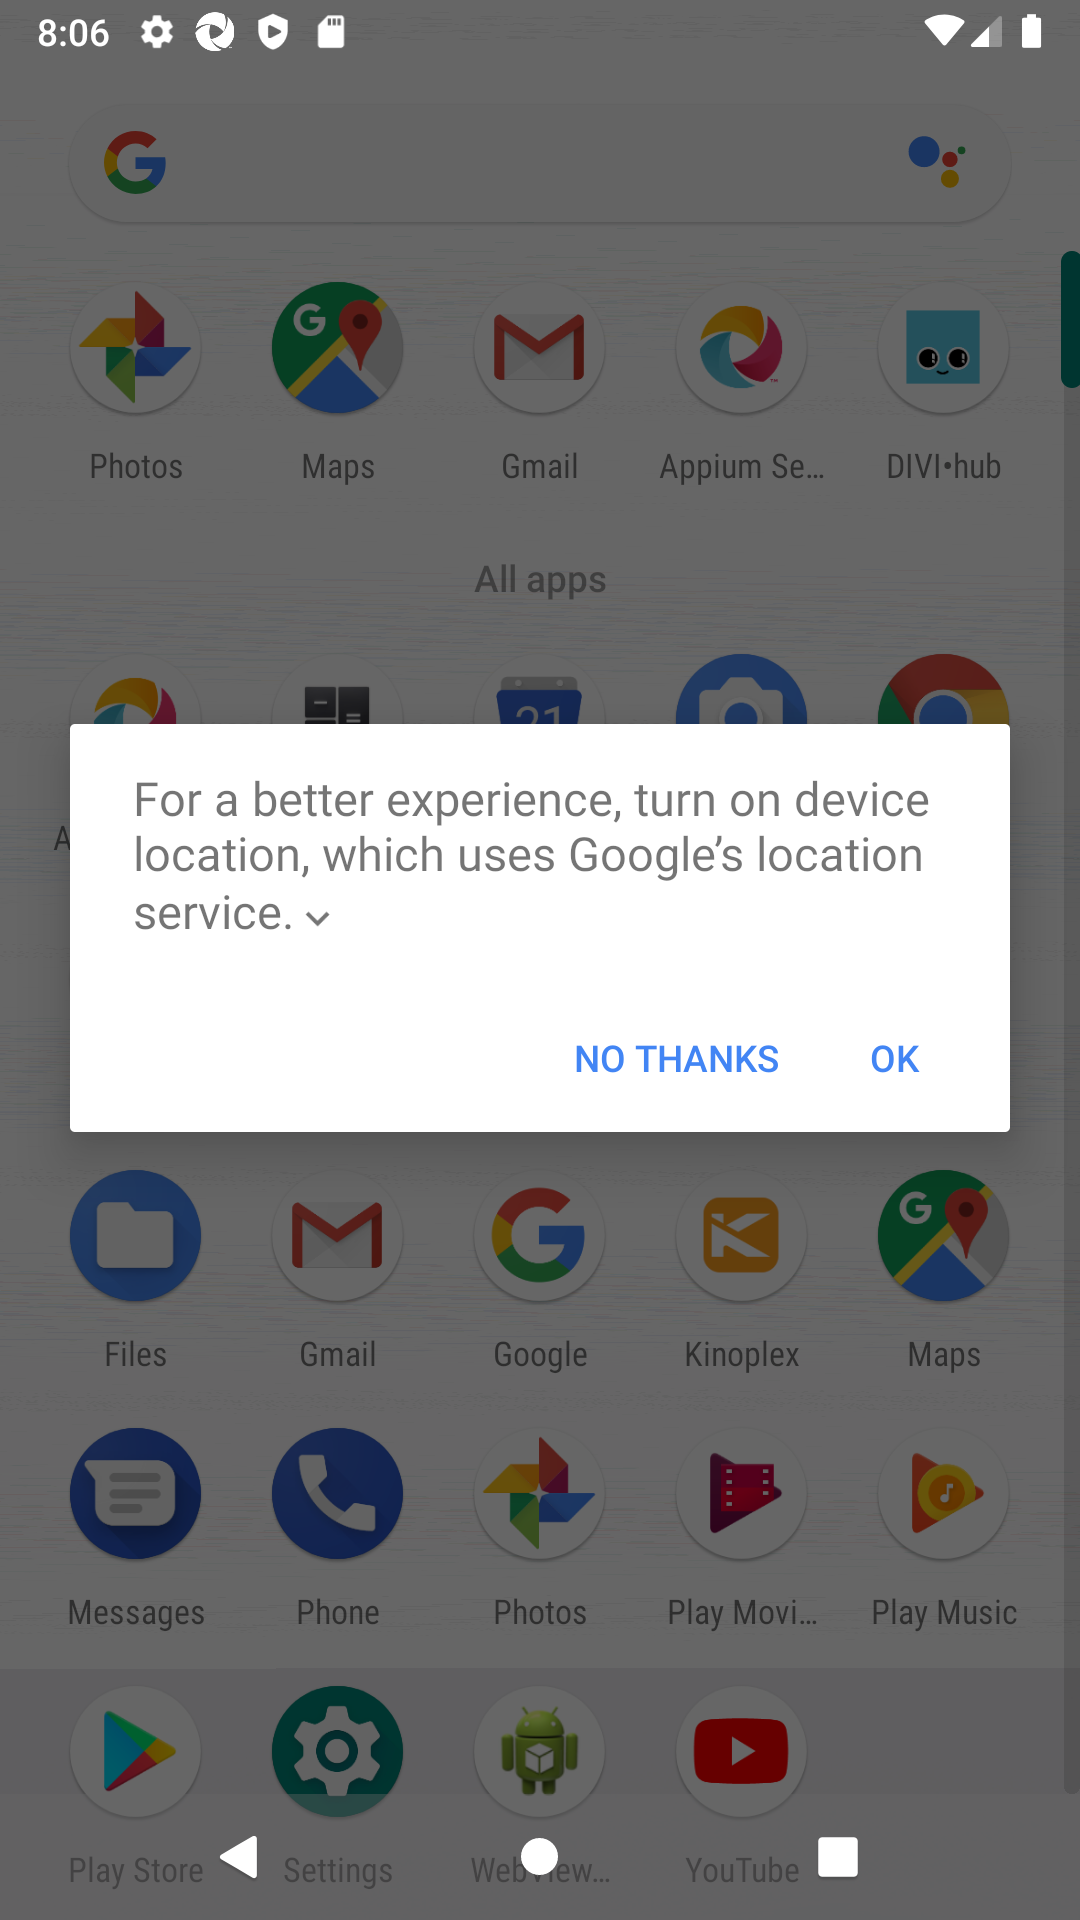 8:06
Photos Maps Gmail Appium Se... DIVI•hub
All apps
21
A
For a better experience, turn on device
location, which uses Google’s location
service.
NO THANKS OK
Files Gmail Google Kinoplex Maps
Messages Phone Photos Play Movi... Play Music
Play Store Settings WebView... YouTube